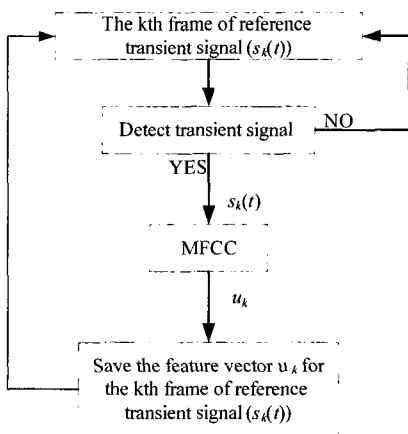 The kth frame of reference
transient signal (sk(t))
Detect transient signal
NO
YES
sk(t)
MFCC
uk
Save the feature vector u k for
the kth frame of reference
transient signal (sk(t))